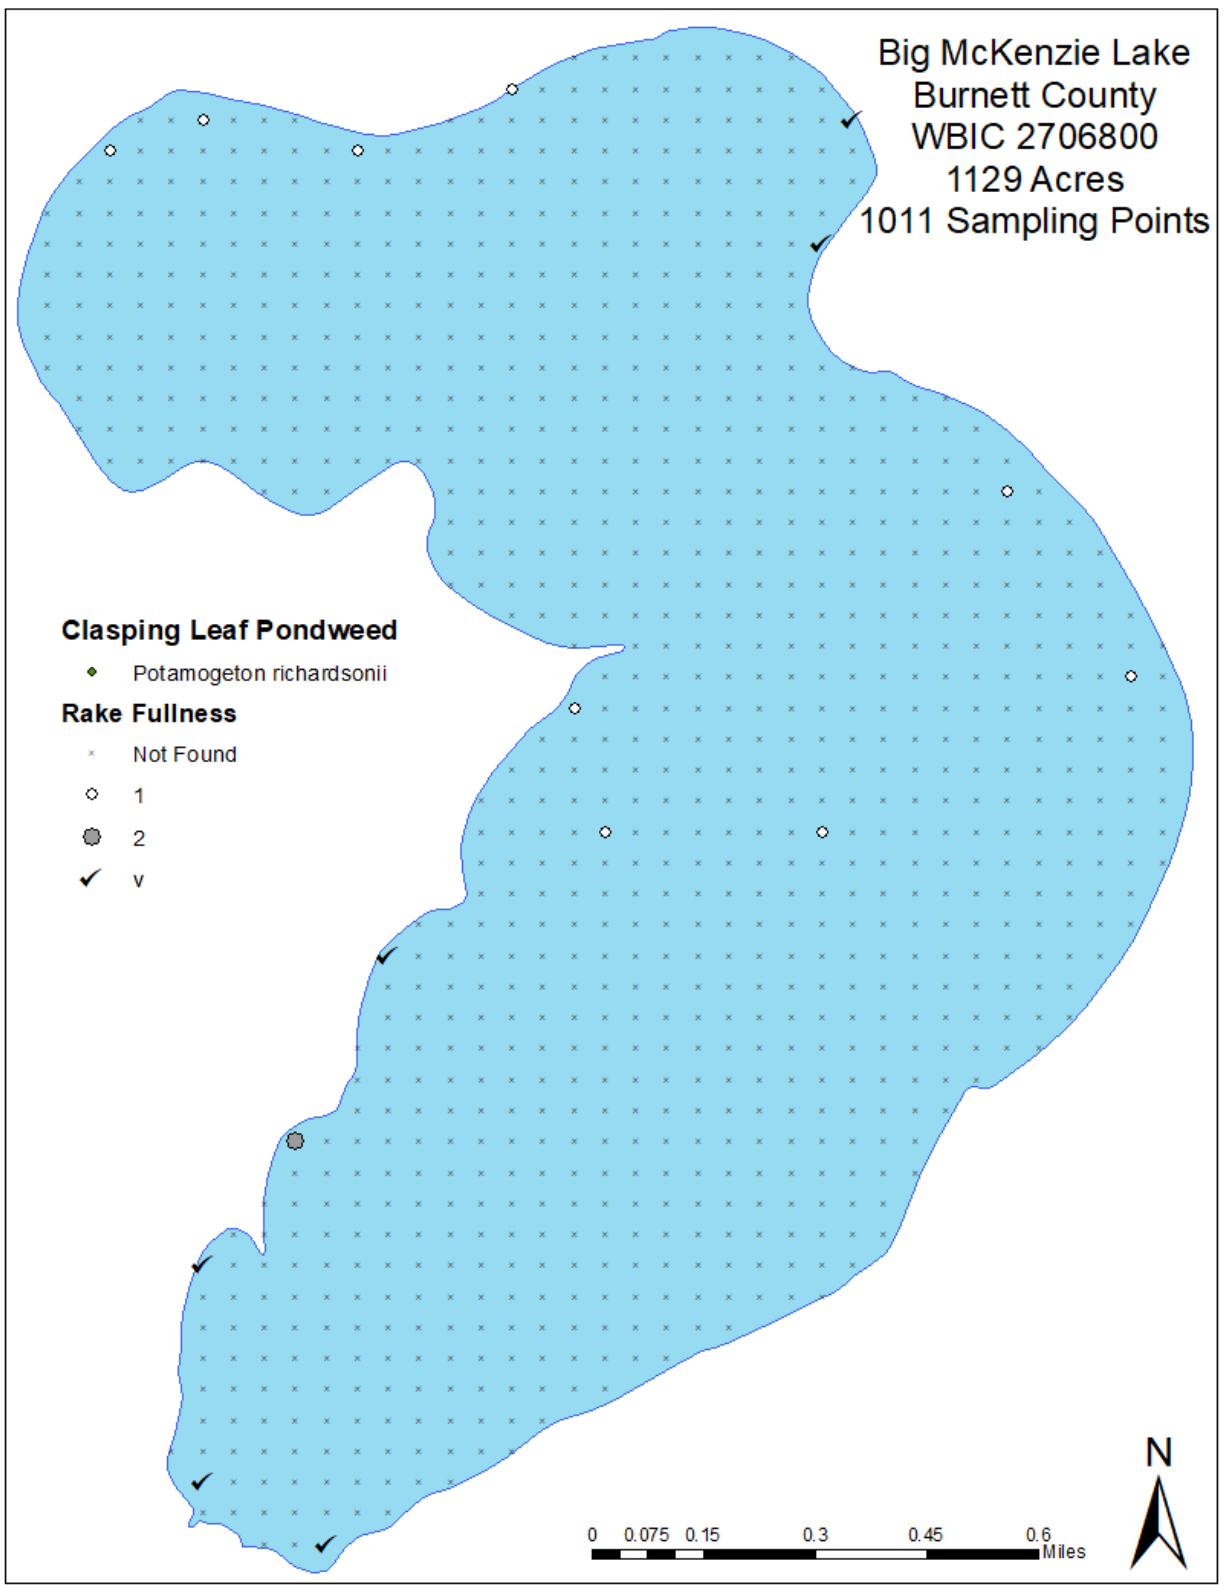 Big McKenzie Lake
Burnett County
WBIC 2706800
1129 Acres
1011 Sampling Points
Clasping Leaf Pondweed
Potamogeton richardsonii
Rake Fullness
Not Found
1
2
v
N
0 0.075 0.15 0.3 0.45 0.6
Miles